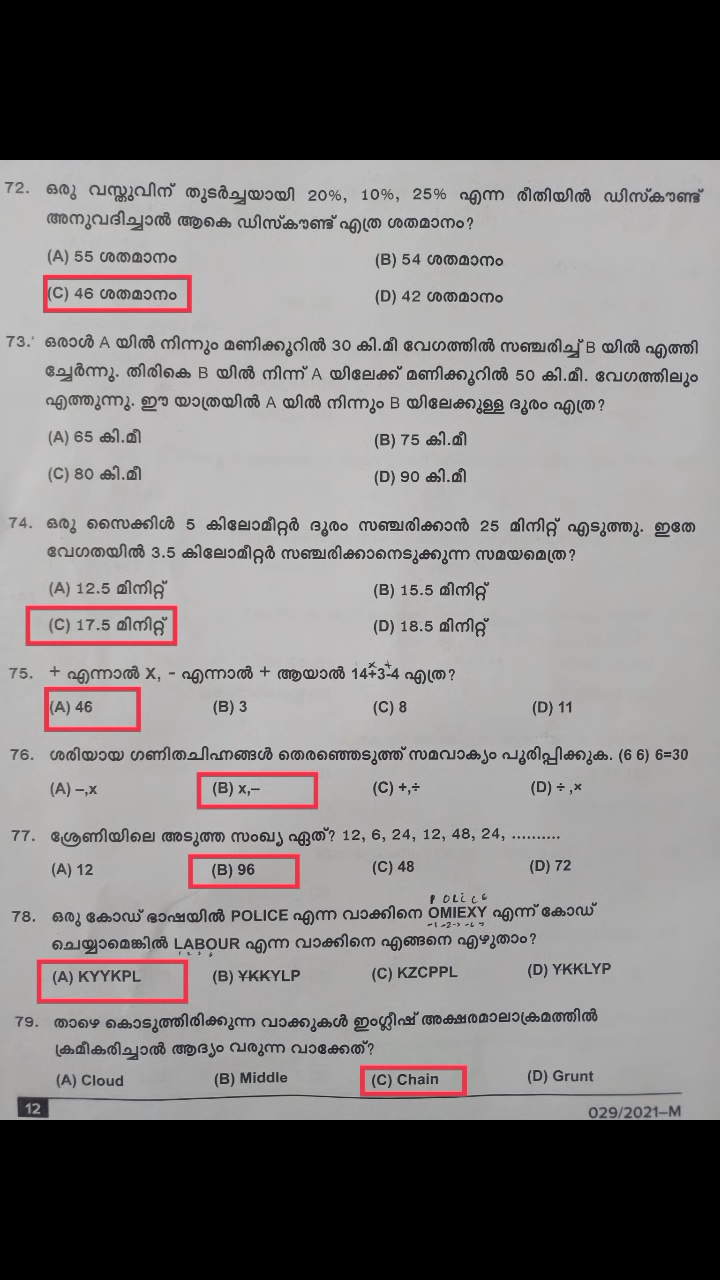 72. ഒരു വസ്തുവിന് തുടർച്ചയായി 20%, 10%, 25% എന്ന രീതിയിൽ ഡിസ്കൗണ്ട്
അനുവദിച്ചാൽ ആകെ ഡിസ്കൗണ്ട് എത്ര ശതമാനം?
(A) 55 ശതമാനം (B) 54 ശതമാനം
(C) 46 ശതമാനം (D) 42 ശതമാനം
73. ഒരാൾ A യിൽ നിന്നും മണിക്കൂറിൽ 30 കി.മീ വേഗത്തിൽ സഞ്ചരിച്ച് B യിൽ എത്തി
ച്ചേർന്നു. തിരികെ B യിൽ നിന്ന് A യിലേക്ക് മണിക്കൂറിൽ 50 കി.മീ. വേഗത്തിലും
എത്തുന്നു. ഈ യാത്രയിൽ A യിൽ നിന്നും B യിലേക്കുള്ള ദൂരം എത്ര?
(A) 65 കി.മീ (B) 75 കി.മീ
(C) 80 കി.മീ (D) 90 കി.മീ
74. ഒരു സൈക്കിൾ 5 കിലോമീറ്റർ ദൂരം സഞ്ചരിക്കാൻ 25 മിനിറ്റ് എടുത്തു. ഇതേ
വേഗതയിൽ 3.5 കിലോമീറ്റർ സഞ്ചരിക്കാനെടുക്കുന്ന സമയമെത്ര?
(A) 12.5 മിനിറ്റ് (B) 15.5 മിനിറ്റ്
(C) 17.5 മിനിറ്റ് (D) 18.5 മിനിറ്റ്
× +
75. + എന്നാൽ X, - എന്നാൽ + ആയാൽ 14+3-4 എത്ര?
(A) 46 (B) 3 (C) 8 (D) 11
76. ശരിയായ ഗണിതചിഹ്നങ്ങൾ തെരഞ്ഞെടുത്ത് സമവാക്യം പൂരിപ്പിക്കുക. (6 6) 6=30
(A) –,x (B) x,– (C) +,÷ (D) ÷ ,×
77. ശ്രേണിയിലെ അടുത്ത സംഖ്യ ഏത്? 12, 6, 24, 12, 48, 24, ..........
(A) 12 (B) 96 (C) 48 (D) 72
POLICE
78. ഒരു കോഡ് ഭാഷയിൽ POLICE എന്ന വാക്കിനെ OMIEXY എന്ന് കോഡ്
ചെയ്യാമെങ്കിൽ LABOUR എന്ന വാക്കിനെ എങ്ങനെ എഴുതാം?
(A) KYYKPL (B) YKKYLP (C) KZCPPL (D) YKKLYP
79. താഴെ കൊടുത്തിരിക്കുന്ന വാക്കുകൾ ഇംഗ്ലീഷ് അക്ഷരമാലാക്രമത്തിൽ
ക്രമീകരിച്ചാൽ ആദ്യം വരുന്ന വാക്കേത്?
(A) Cloud (B) Middle (C) Chain (D) Grunt
12 029/2021–M